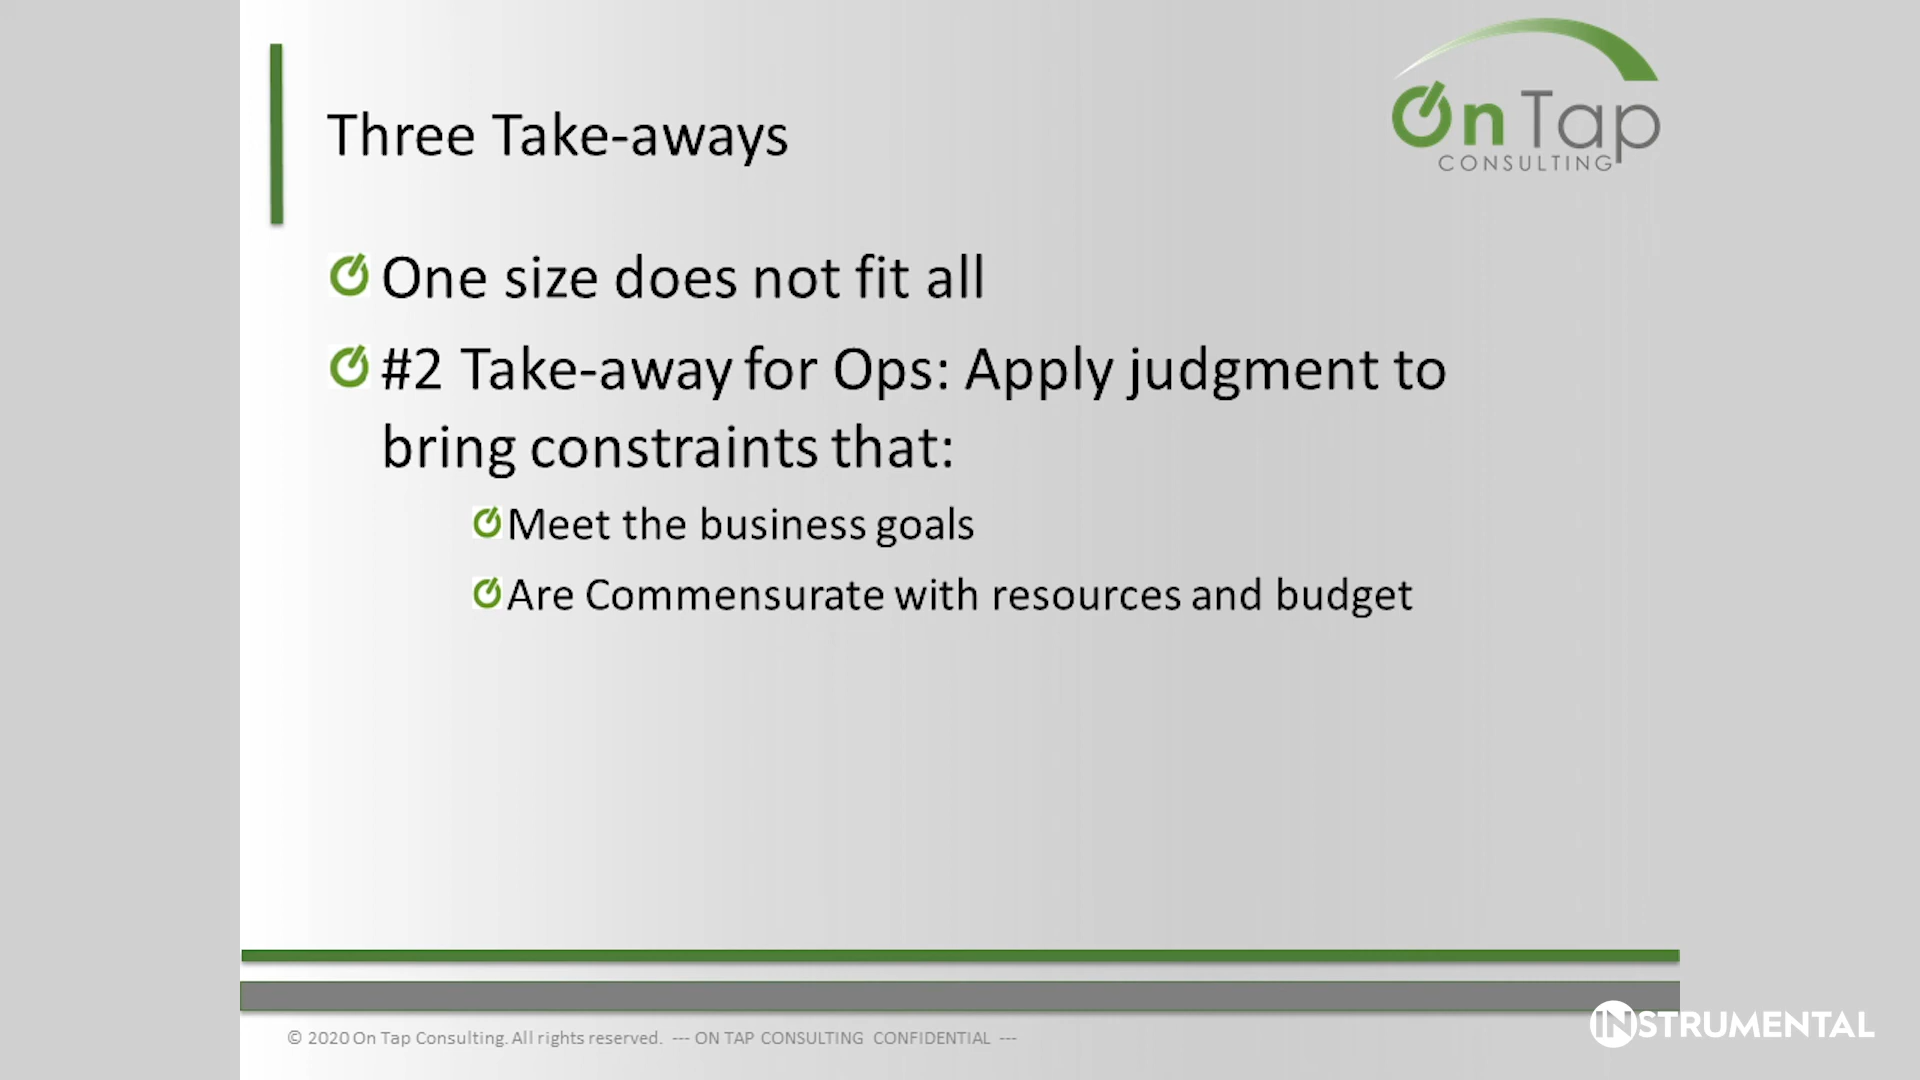 On Tap
CONSULTING
Three Take-aways
One size does not fit all
#2 Take-away for Ops: Apply judgment to
bring constraints that:
Meet the business goals
Are Commensurate with resources and budget
© 2020 On Tap Consulting. All rights reserved. --- ON TAP CONSULTING CONFIDENTIAL ---
INSTRUMENTAL